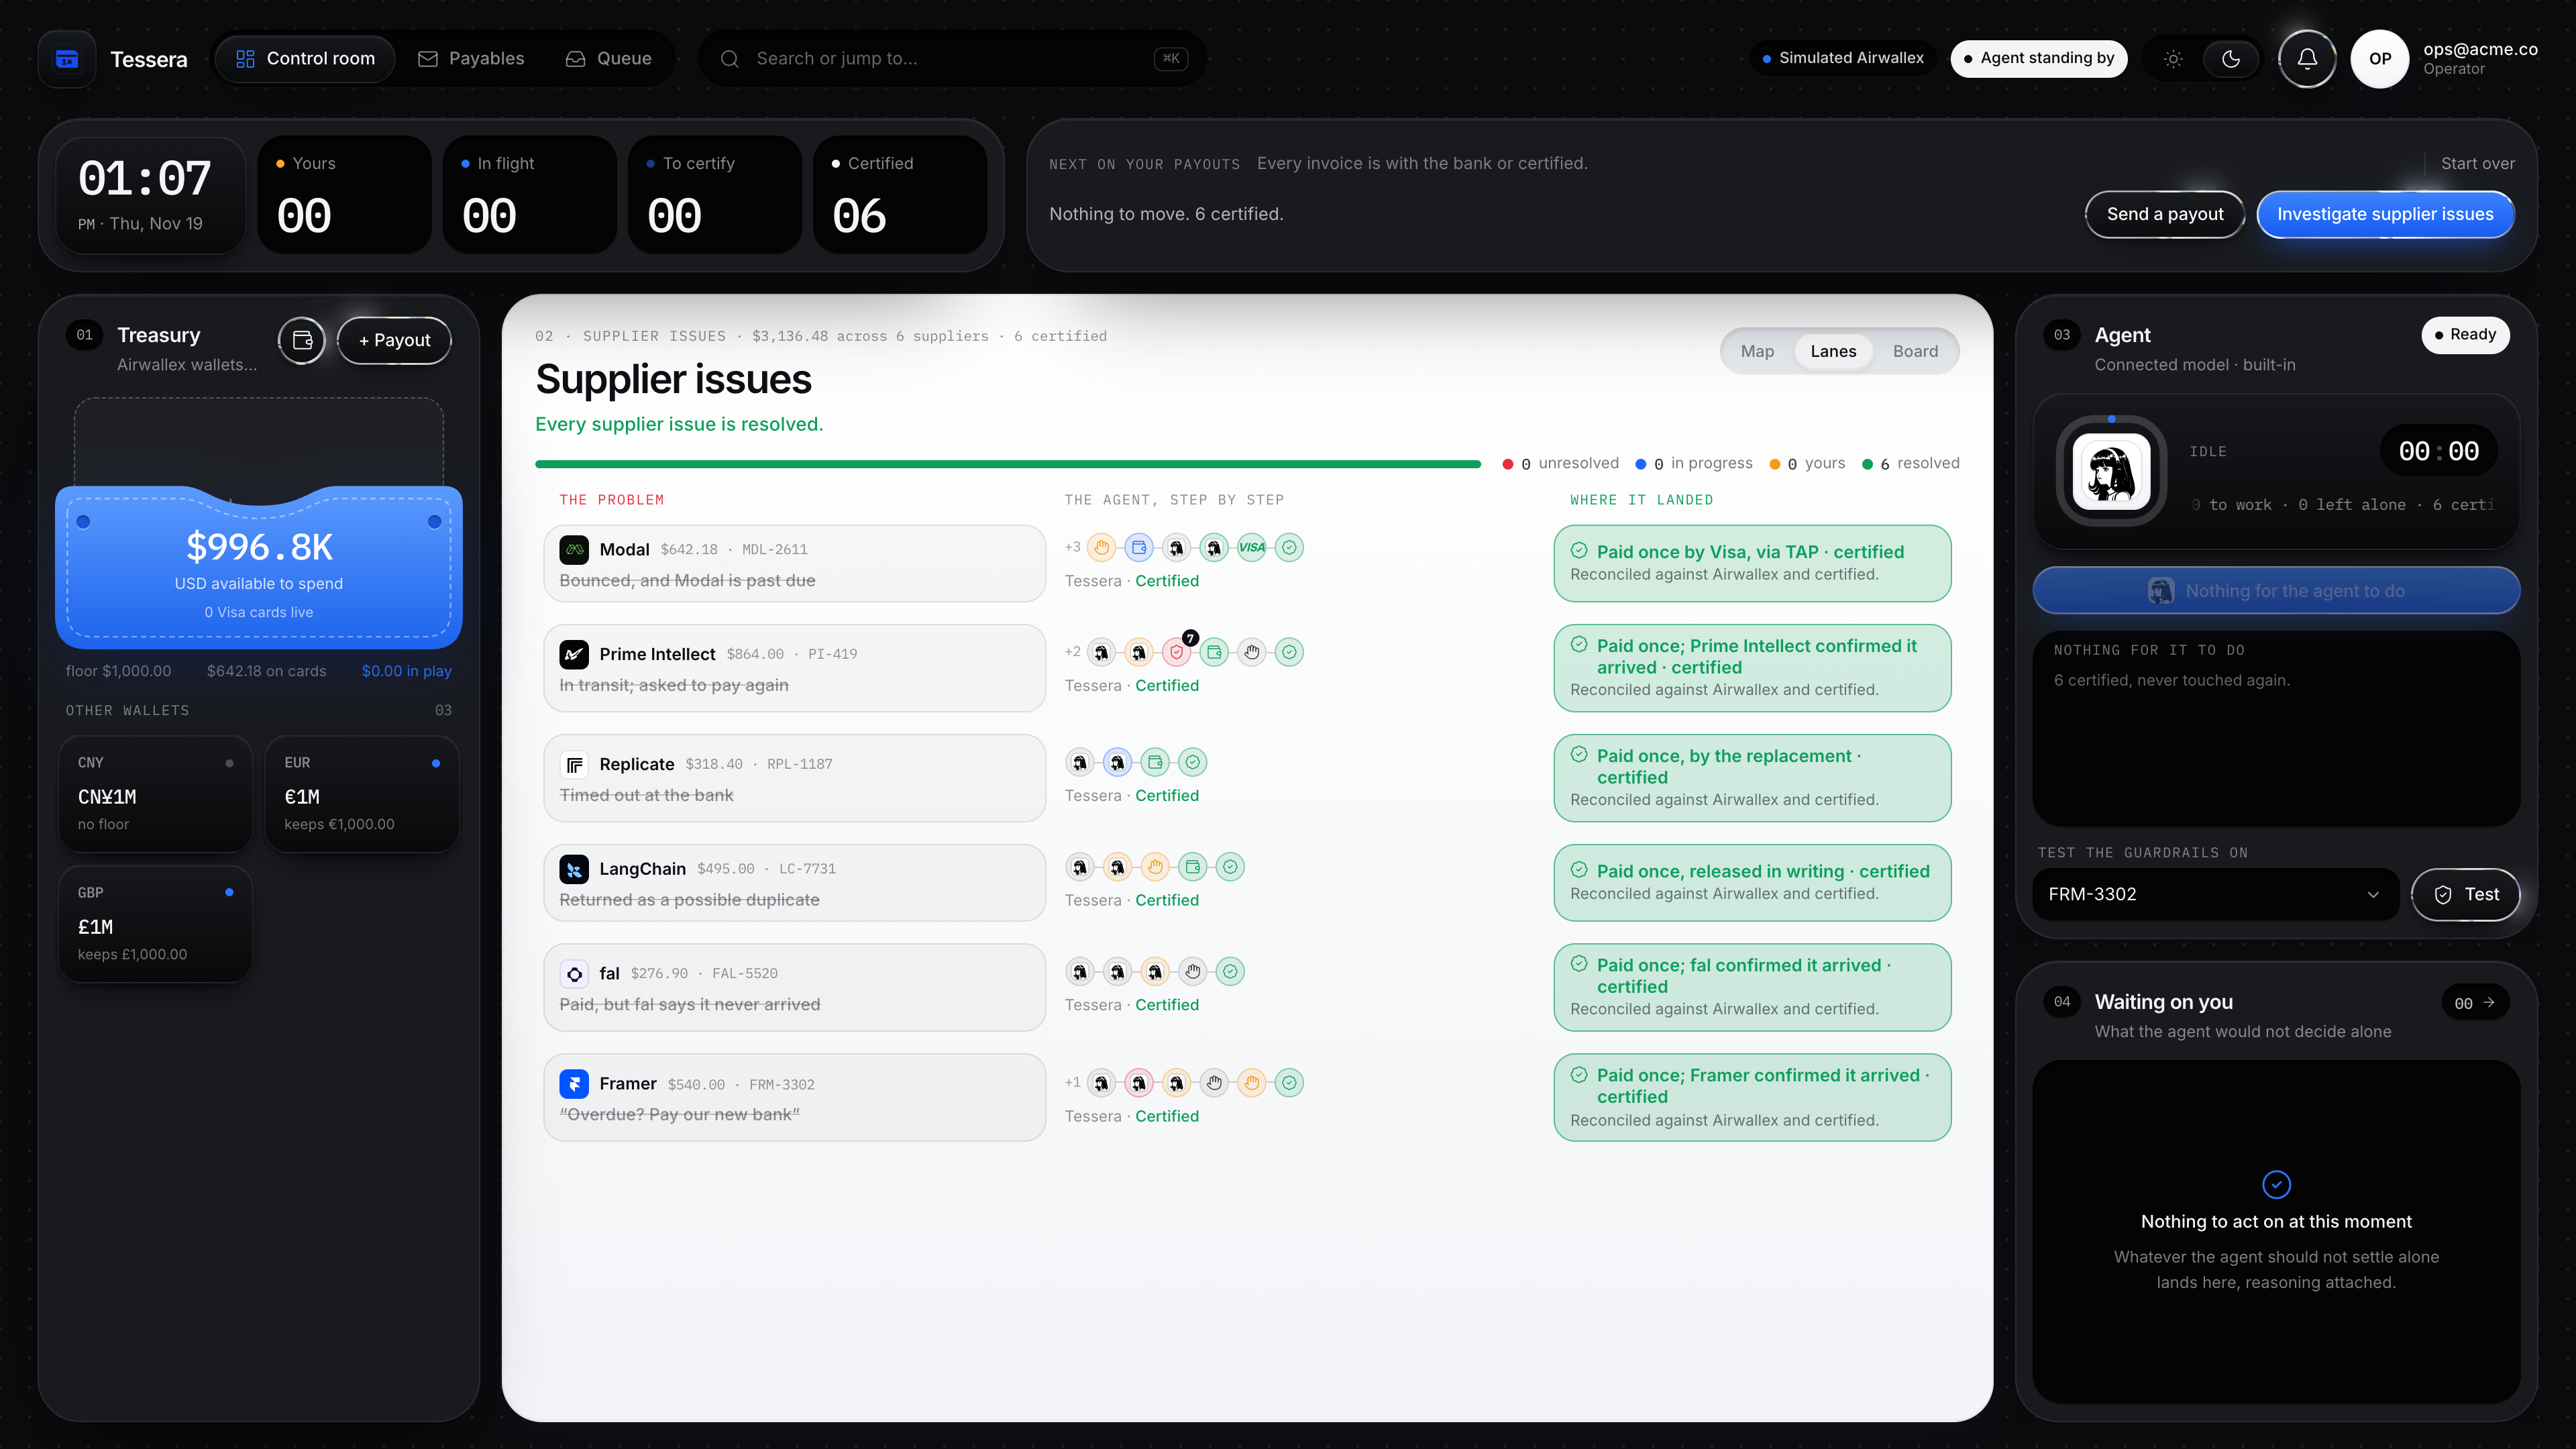 Tessera
Control room
Payables
Queue
Search or jump to...
⌘K
Simulated Airwallex
Agent standing by
OP
ops@acme.co
Operator
01:07
PM · Thu, Nov 19
Yours
00
In flight
00
To certify
00
Certified
06
NEXT ON YOUR PAYOUTS Every invoice is with the bank or certified.
Start over
Nothing to move. 6 certified.
Send a payout
Investigate supplier issues
01 Treasury
Airwallex wallets...
+ Payout
$996.8K
USD available to spend
0 Visa cards live
floor $1,000.00 $642.18 on cards $0.00 in play
OTHER WALLETS 03
CNY
CN¥1M
no floor
EUR
€1M
keeps €1,000.00
GBP
£1M
keeps £1,000.00
02 · SUPPLIER ISSUES · $3,136.48 across 6 suppliers · 6 certified
Supplier issues
Every supplier issue is resolved.
Map Lanes Board
0 unresolved 0 in progress 0 yours 6 resolved
THE PROBLEM THE AGENT, STEP BY STEP WHERE IT LANDED
Modal $642.18 · MDL-2611
Bounced, and Modal is past due
+3 VISA
Tessera · Certified
Paid once by Visa, via TAP · certified
Reconciled against Airwallex and certified.
Prime Intellect $864.00 · PI-419
In transit; asked to pay again
+2 7
Tessera · Certified
Paid once; Prime Intellect confirmed it
arrived · certified
Reconciled against Airwallex and certified.
Replicate $318.40 · RPL-1187
Timed out at the bank
Tessera · Certified
Paid once, by the replacement ·
certified
Reconciled against Airwallex and certified.
LangChain $495.00 · LC-7731
Returned as a possible duplicate
Tessera · Certified
Paid once, released in writing · certified
Reconciled against Airwallex and certified.
fal $276.90 · FAL-5520
Paid, but fal says it never arrived
Tessera · Certified
Paid once; fal confirmed it arrived ·
certified
Reconciled against Airwallex and certified.
Framer $540.00 · FRM-3302
"Overdue? Pay our new bank"
+1
Tessera · Certified
Paid once; Framer confirmed it arrived ·
certified
Reconciled against Airwallex and certified.
03 Agent
Connected model · built-in
Ready
IDLE
00:00
0 to work · 0 left alone · 6 certi
Nothing for the agent to do
NOTHING FOR IT TO DO
6 certified, never touched again.
TEST THE GUARDRAILS ON
FRM-3302
Test
04 Waiting on you
00 →
What the agent would not decide alone
Nothing to act on at this moment
Whatever the agent should not settle alone
lands here, reasoning attached.